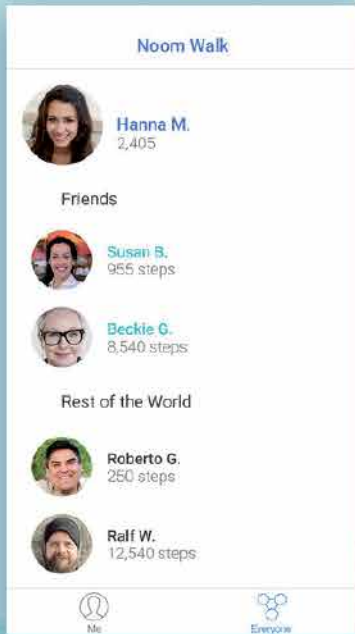 Noom Walk
Hanna M.
2,405
Friends
Susan B.
955 steps
Beckie G.
8,540 steps
Rest of the World
Roberto G.
250 steps
Ralf W.
12,540 steps
Me
Everyone